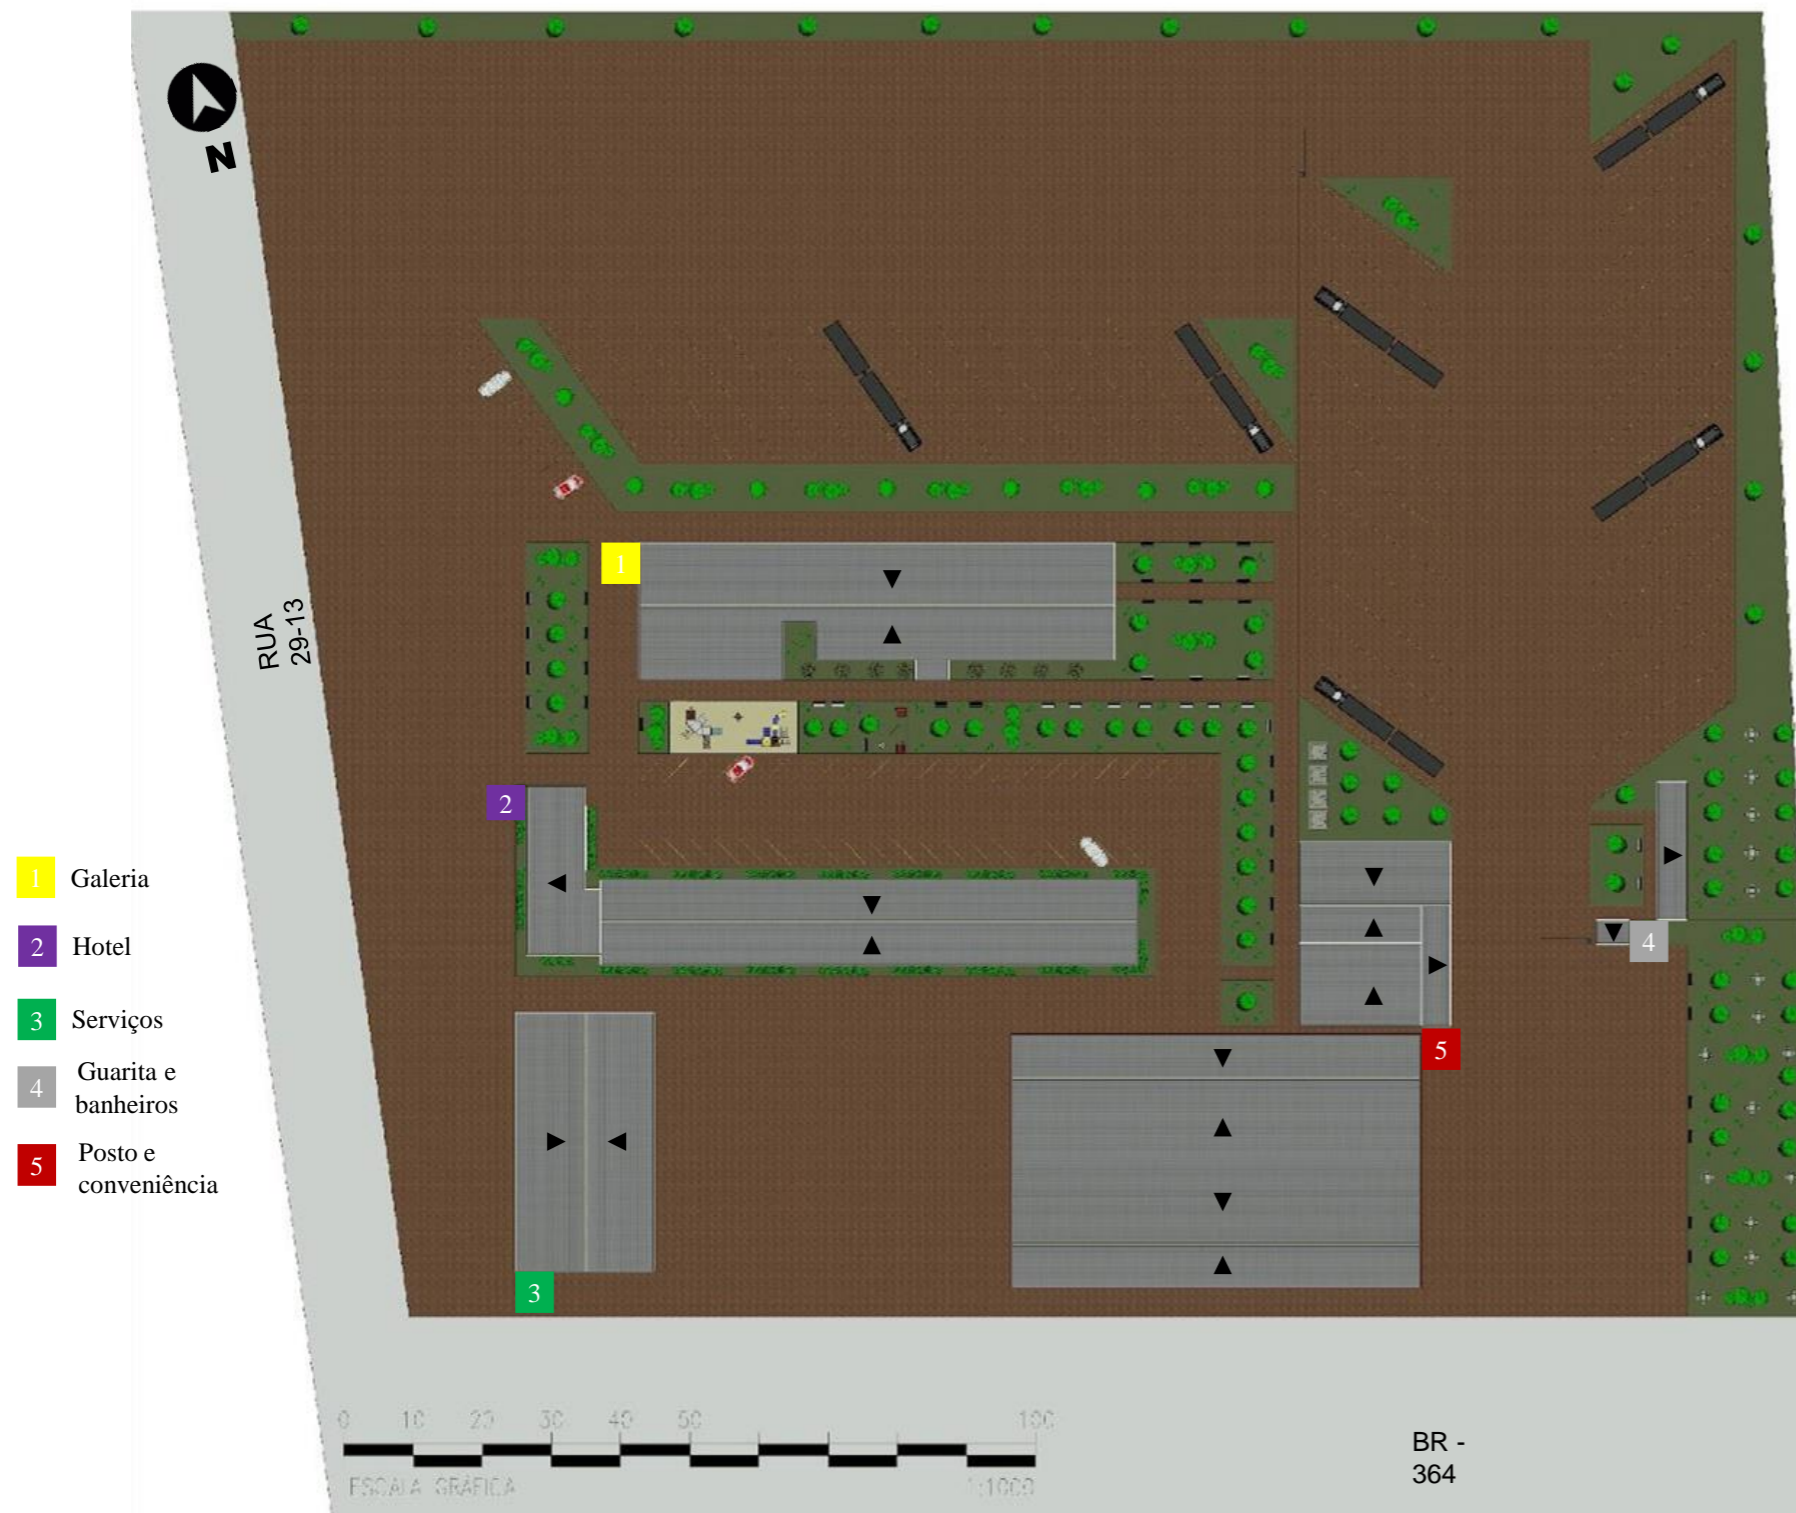 N
RUA
29-13
1
2
1 Galeria
2 Hotel
3 Serviços
4 Guarita e
banheiros
5 Posto e
conveniência
4
5
3
0 10 20 30 40 50 100
ESCALA GRÁFICA 1:1000
BR -
364